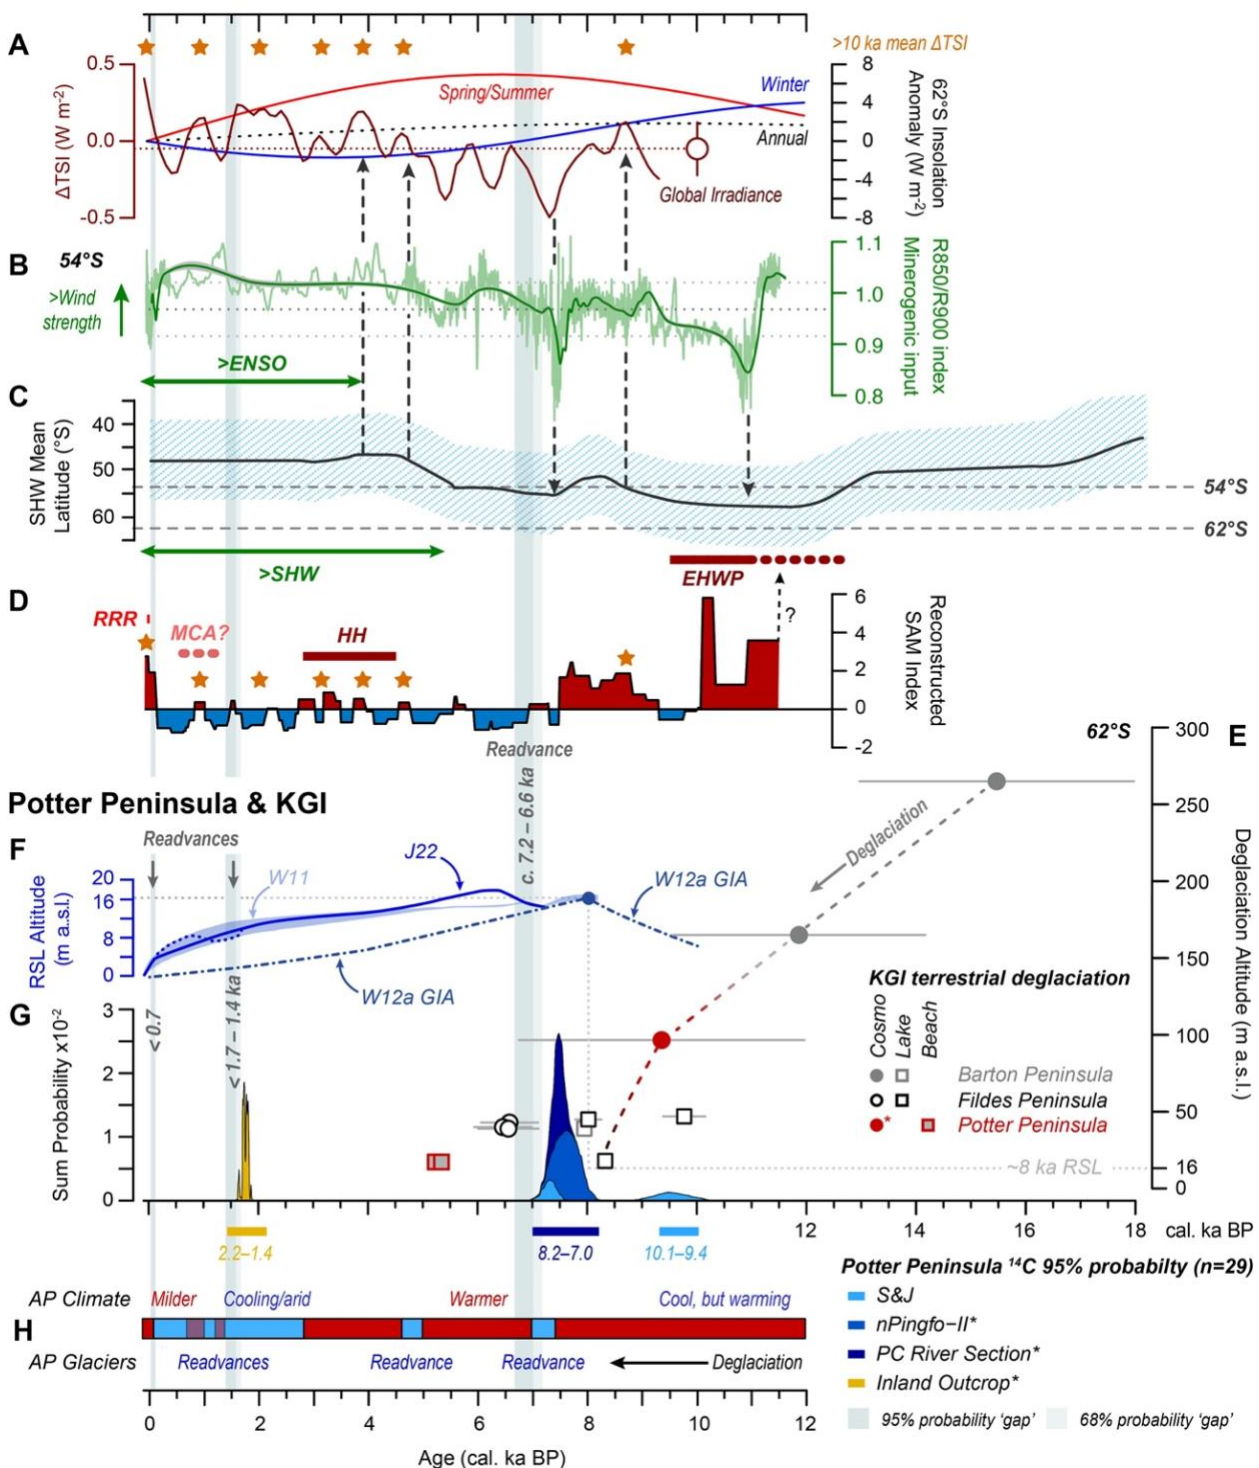 A
>10 ka mean ΔTSI
0.5
0.0
-0.5
ΔTSI (W m-2)
Spring/Summer
Winter
Annual
Global Irradiance
8
4
0
-4
-8
62°S Insolation
Anomaly (W m-2)
B
54°S
>Wind
strength
>ENSO
1.1
1.0
0.9
0.8
R850/R900 index
Minerogenic input
C
40
50
60
SHW Mean
Latitude (°S)
54°S
62°S
>SHW
EHWP
D
RRR
MCA?
HH
?
6
4
2
0
-2
Reconstructed
SAM Index
Readvance
c. 7.2 – 6.6 ka
62°S
E
300
250
200
150
100
50
16
0
Deglaciation Altitude (m a.s.l.)
Deglaciation
Potter Peninsula & KGI
Readvances
F
20
16
8
4
0
RSL Altitude
(m a.s.l.)
W11
J22
W12a GIA
W12a GIA
< 0.7
< 1.7 – 1.4 ka
KGI terrestrial deglaciation
Cosmo
Lake
Beach
Barton Peninsula
Fildes Peninsula
* Potter Peninsula
~8 ka RSL
G
3
2
1
0
Sum Probability x10-2
12
14
16
18
cal. ka BP
2.2–1.4
8.2–7.0
10.1–9.4
Potter Peninsula 14C 95% probabilty (n=29)
S&J
nPingfo–II*
PC River Section*
Inland Outcrop*
95% probability ‘gap’
68% probability ‘gap’
AP Climate
Milder
Cooling/arid
Warmer
Cool, but warming
H
AP Glaciers
Readvances
Readvance
Readvance
Deglaciation
0
2
4
6
8
10
12
Age (cal. ka BP)